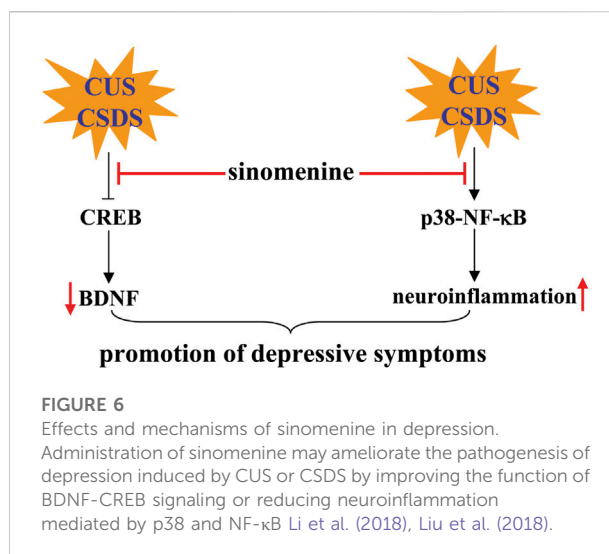 CUS CUS
CSDS CSDS
sinomenine
CREB p38-NF-κB
BDNF neuroinflammation
promotion of depressive symptoms
FIGURE 6
Effects and mechanisms of sinomenine in depression.
Administration of sinomenine may ameliorate the pathogenesis of
depression induced by CUS or CSDS by improving the function of
BDNF-CREB signaling or reducing neuroinflammation
mediated by p38 and NF-κB Li et al. (2018), Liu et al. (2018).